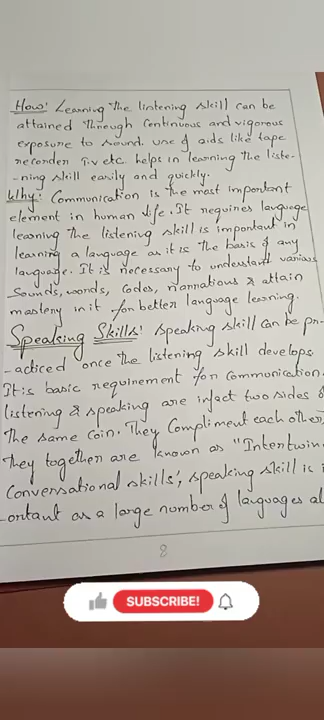 How: Learning the listening skill can be
attained through continuous and vigorous
exposure to sound. use of aids like tape
recorder T.v etc. helps in learning the liste-
-ning skill easily and quickly.
Why: Communication is the most important
element in human life. It requires language
learning the listening skill is important in
learning a language as it is the basis of any
language. It is necessary to understant various
Sounds, words, codes, narrations & attain
mastery in it for better language learning.
Speaking Skills: Speaking skill can be pr-
-acticed once the listening skill develops.
It is basic requirement for communication.
listening & speaking are infact two sides of
the same coin. They Compliment each other,
They together are known as "Intertwin
Conversational skills', speaking skill is i
-ortant as a large number of languages al
2
SUBSCRIBE!